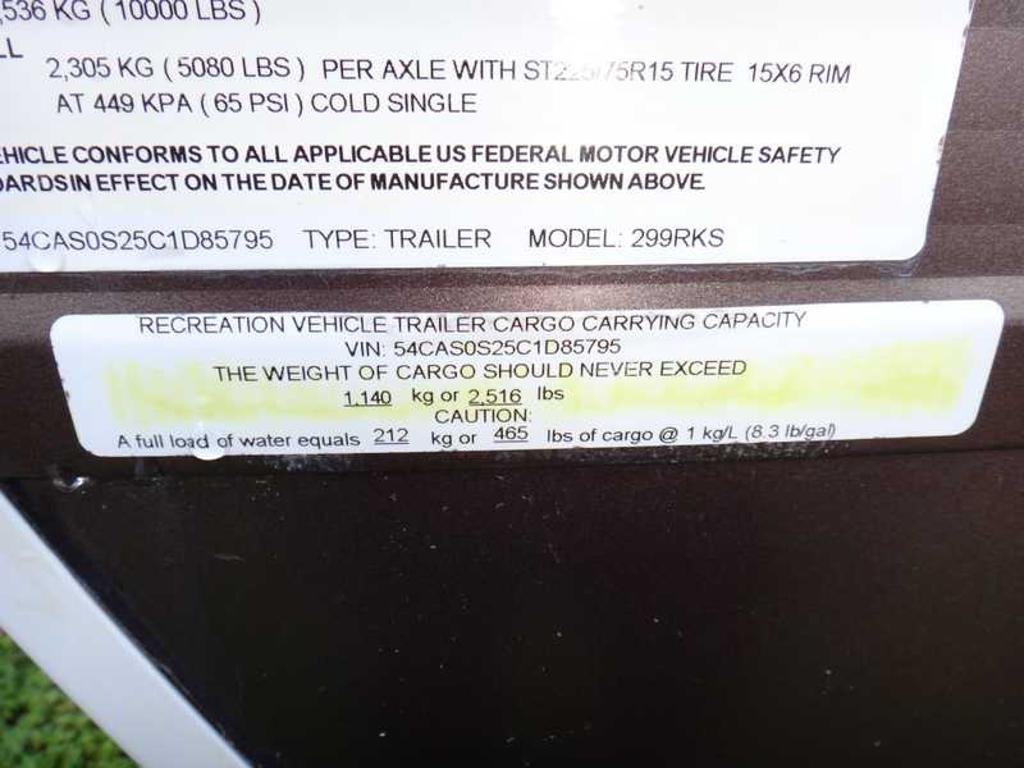 ,536 KG ( 10000 LBS )
LL
2,305 KG ( 5080 LBS ) PER AXLE WITH ST225/75R15 TIRE 15X6 RIM
AT 449 KPA ( 65 PSI ) COLD SINGLE
EHICLE CONFORMS TO ALL APPLICABLE US FEDERAL MOTOR VEHICLE SAFETY
DARDS IN EFFECT ON THE DATE OF MANUFACTURE SHOWN ABOVE.
54CAS0S25C1D85795 TYPE: TRAILER MODEL: 299RKS
RECREATION VEHICLE TRAILER CARGO CARRYING CAPACITY
VIN: 54CAS0S25C1D85795
THE WEIGHT OF CARGO SHOULD NEVER EXCEED
1,140 kg or 2,516 lbs
CAUTION:
A full load of water equals 212 kg or 465 lbs of cargo @ 1 kg/L (8.3 lb/gal)